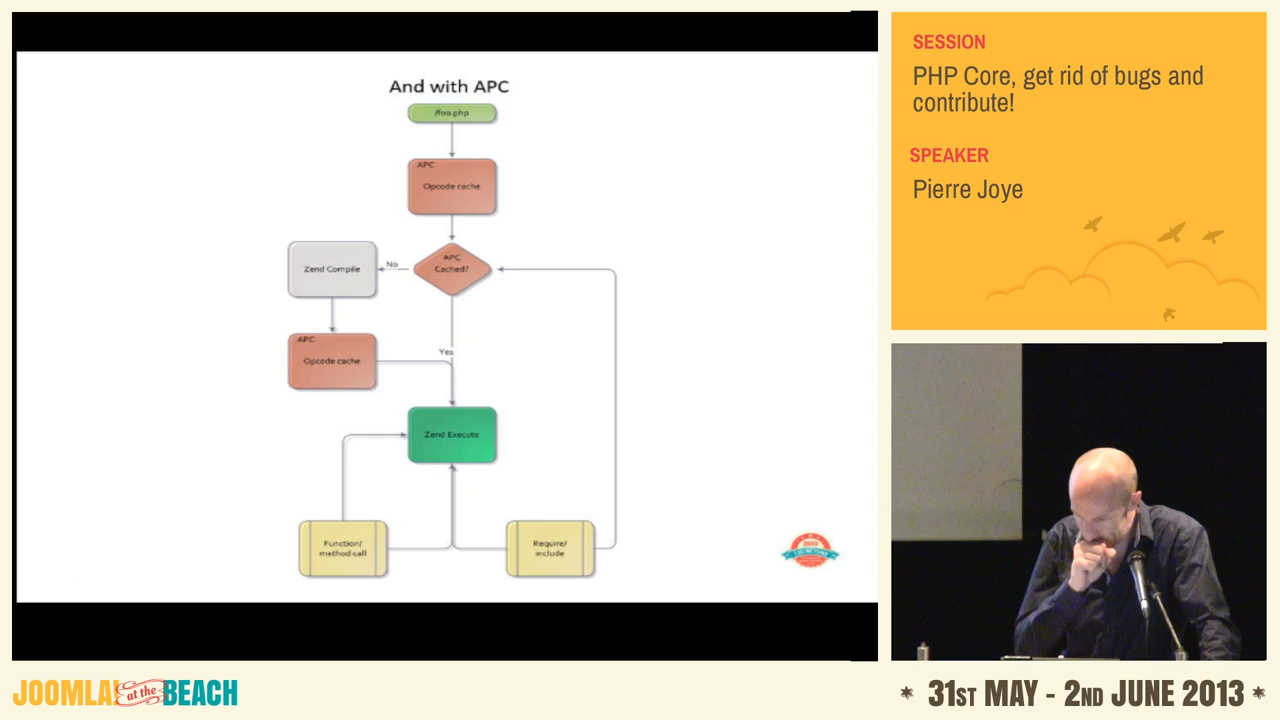 And with APC
/foo.php
APC
Opcode cache
APC
Cached?
No
Zend Compile
APC
Opcode cache
Yes
Zend Execute
Function/
method call
Require/
include
2013
SESSION
PHP Core, get rid of bugs and
contribute!
SPEAKER
Pierre Joye
JOOMLA! at the BEACH
* 31ST MAY - 2ND JUNE 2013 *